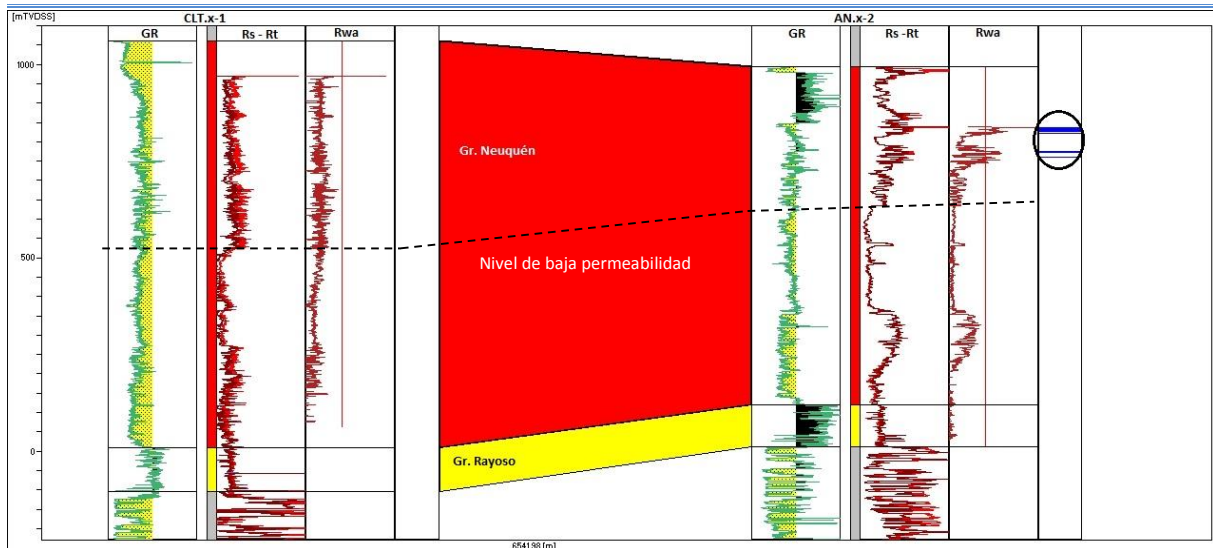 [mTVDSS]
CLT.x-1
AN.x-2
GR
Rs - Rt
Rwa
GR
Rs -Rt
Rwa
1000
Gr. Neuquén
500
Nivel de baja permeabilidad
0
Gr. Rayoso
654198 [m]